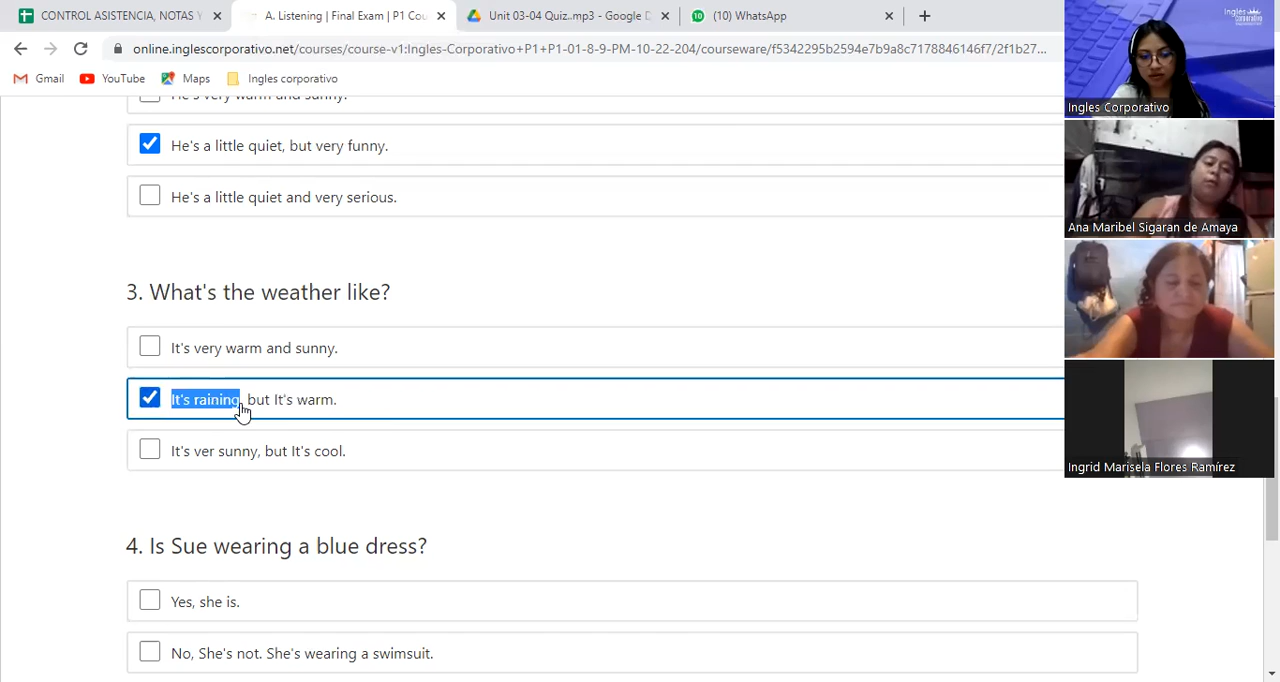 CONTROL ASISTENCIA, NOTAS Y
A. Listening | Final Exam | P1 Cou
Unit 03-04 Quiz..mp3 - Google D
(10) WhatsApp
online.inglescorporativo.net/courses/course-v1:Ingles-Corporativo+P1+P1-01-8-9-PM-10-22-204/courseware/f5342295b2594e7b9a8c7178846146f7/2f1b27...
Gmail
YouTube
Maps
Ingles corporativo
He's very warm and sunny.
He's a little quiet, but very funny.
He's a little quiet and very serious.
3. What's the weather like?
It's very warm and sunny.
It's raining, but It's warm.
It's ver sunny, but It's cool.
4. Is Sue wearing a blue dress?
Yes, she is.
No, She's not. She's wearing a swimsuit.
Inglés
Corporativo
Ingles Corporativo
Ana Maribel Sigaran de Amaya
Ingrid Marisela Flores Ramírez